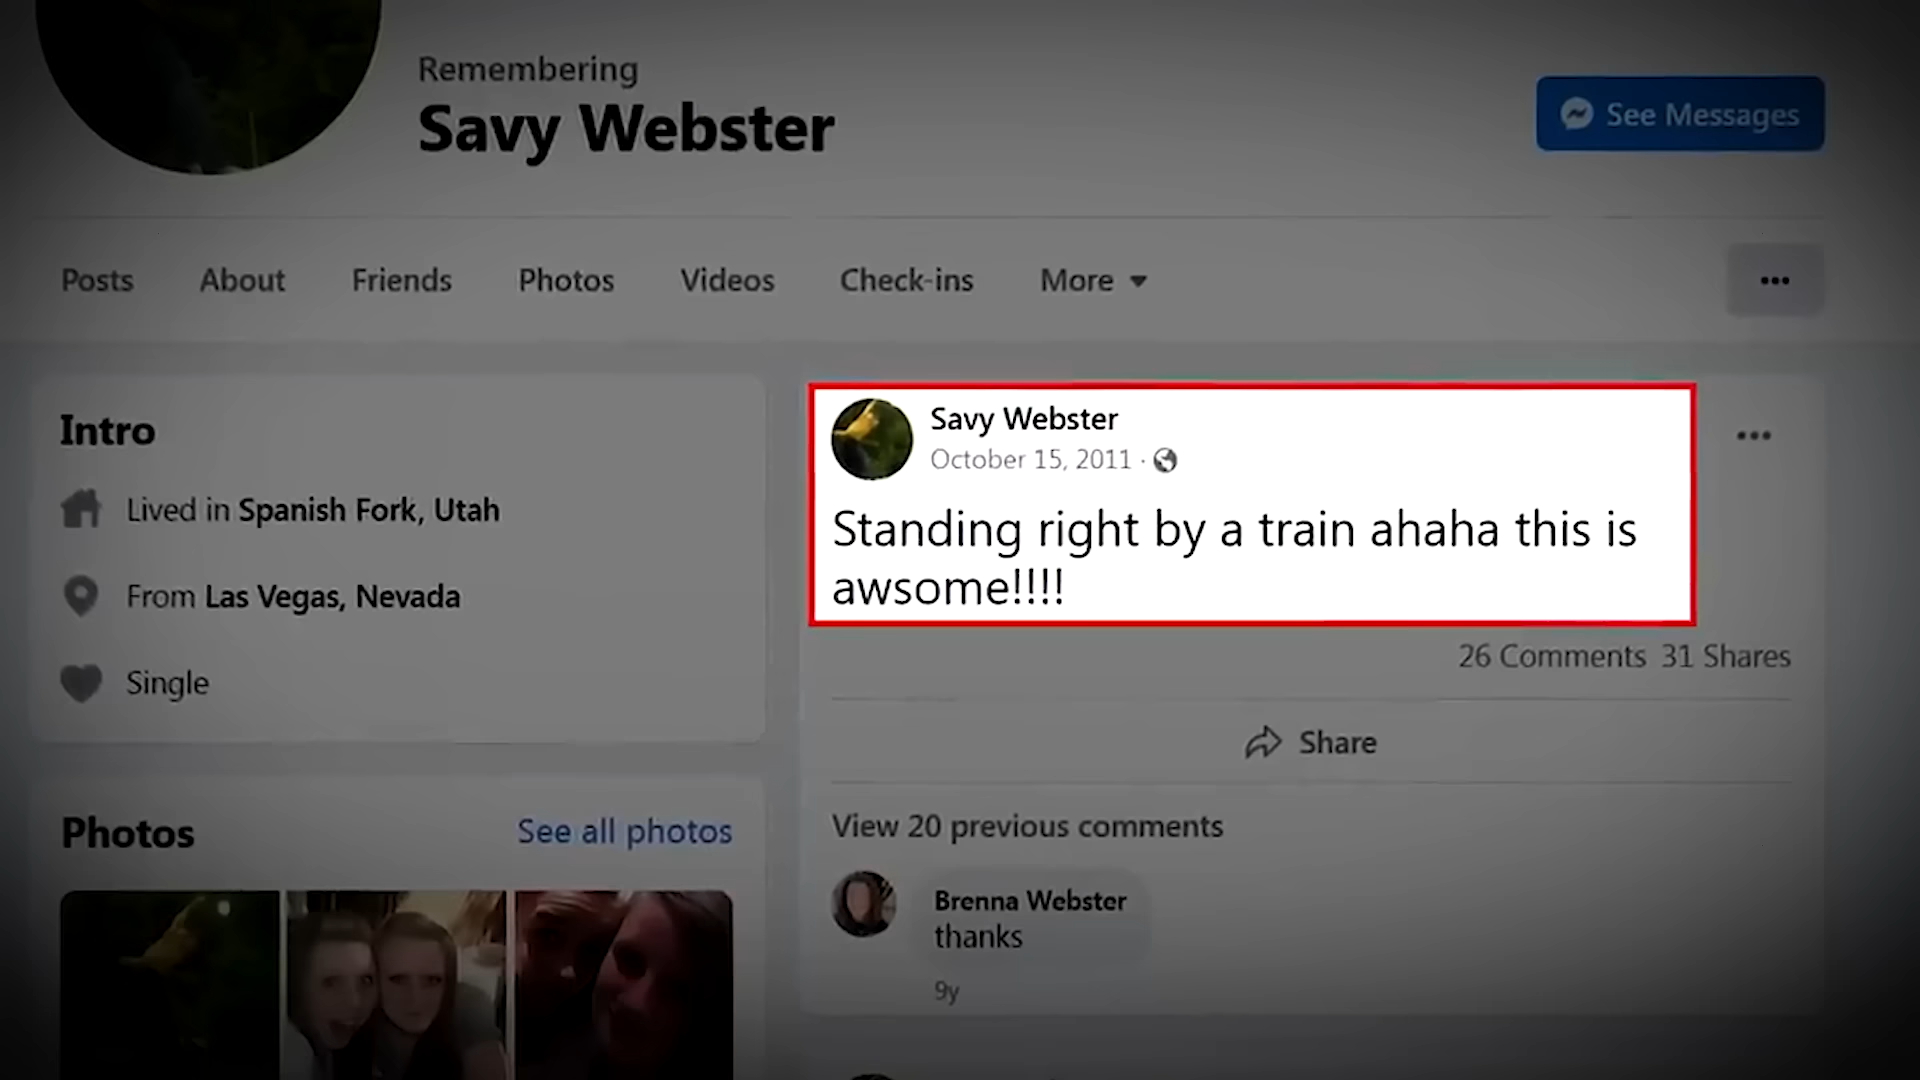 Remembering
Savy Webster
See Messages
Posts About Friends Photos Videos Check-ins More
Intro
Lived in Spanish Fork, Utah
From Las Vegas, Nevada
Single
Photos See all photos
Savy Webster
October 15, 2011 ·
Standing right by a train ahaha this is
awsome!!!!
26 Comments 31 Shares
Share
View 20 previous comments
Brenna Webster
thanks
9y